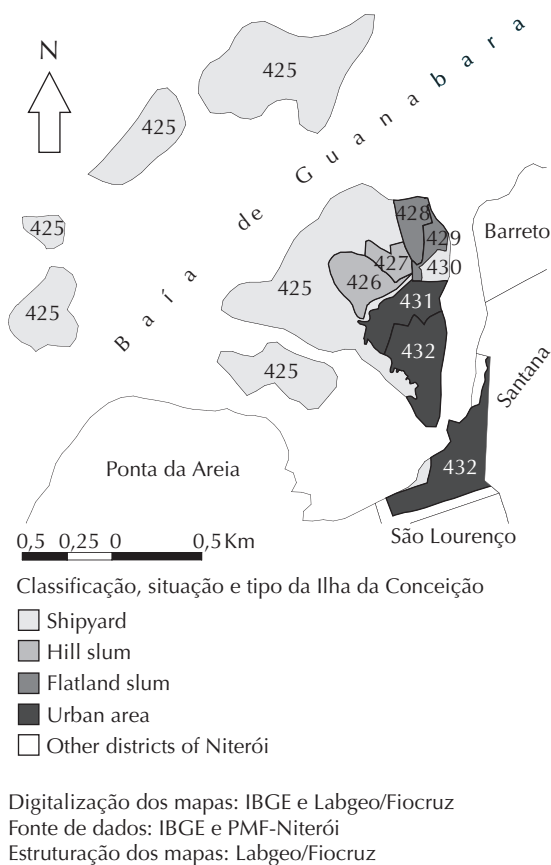 N
425
425
Baía de Guanabara
425
428
429
Barreto
427
430
426
425
431
425
432
425
Santana
Ponta da Areia
432
São Lourenço
0,5 0,25 0 0,5 Km
Classificação, situação e tipo da Ilha da Conceição
Shipyard
Hill slum
Flatland slum
Urban area
Other districts of Niterói
Digitalização dos mapas: IBGE e Labgeo/Fiocruz
Fonte de dados: IBGE e PMF-Niterói
Estruturação dos mapas: Labgeo/Fiocruz